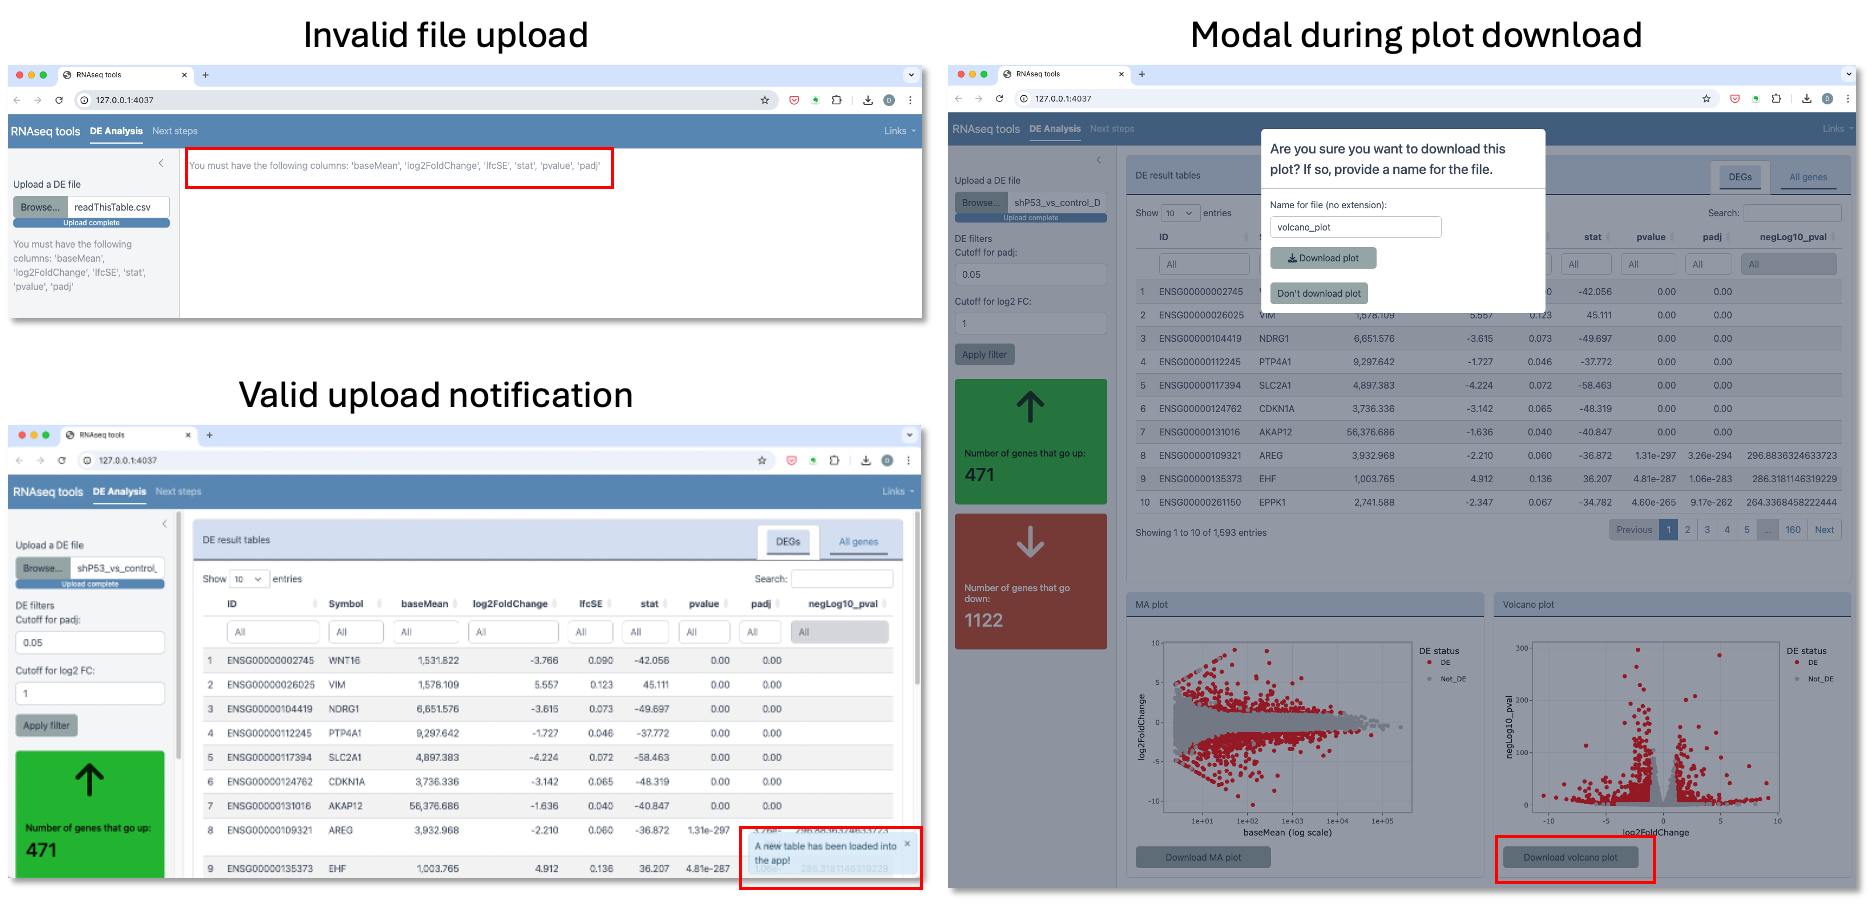 Invalid file upload
RNAseq tools
127.0.0.1:4037
RNAseq tools DE Analysis Next steps Links
Upload a DE file
Browse... readThisTable.csv
Upload complete
You must have the following
columns: 'baseMean',
'log2FoldChange', 'lfcSE', 'stat',
'pvalue', 'padj'
You must have the following columns: 'baseMean', 'log2FoldChange', 'lfcSE', 'stat', 'pvalue', 'padj'
Valid upload notification
RNAseq tools
127.0.0.1:4037
RNAseq tools DE Analysis Next steps Links
Upload a DE file
Browse... shP53_vs_control_
Upload complete
DE filters
Cutoff for padj:
0.05
Cutoff for log2 FC:
1
Apply filter
Number of genes that go up:
471
DE result tables DEGs All genes
Show 10 entries Search:
ID Symbol baseMean log2FoldChange lfcSE stat pvalue padj negLog10_pval
All All All All All All All All All
1 ENSG00000002745 WNT16 1,531.822 -3.766 0.090 -42.056 0.00 0.00
2 ENSG00000026025 VIM 1,578.109 5.557 0.123 45.111 0.00 0.00
3 ENSG00000104419 NDRG1 6,651.576 -3.615 0.073 -49.697 0.00 0.00
4 ENSG00000112245 PTP4A1 9,297.642 -1.727 0.046 -37.772 0.00 0.00
5 ENSG00000117394 SLC2A1 4,897.383 -4.224 0.072 -58.463 0.00 0.00
6 ENSG00000124762 CDKN1A 3,736.336 -3.142 0.065 -48.319 0.00 0.00
7 ENSG00000131016 AKAP12 56,376.686 -1.636 0.040 -40.847 0.00 0.00
8 ENSG00000109321 AREG 3,932.968 -2.210 0.060 -36.872 1.31e-297 3.26e- 296.8836324633723
9 ENSG00000135373 EHF 1,003.765 4.912 0.136 36.207 4.81e-287 1.06e- 286.3181146319229
A new table has been loaded into
the app!
Modal during plot download
RNAseq tools
127.0.0.1:4037
RNAseq tools DE Analysis Next steps Links
Upload a DE file
Browse... shP53_vs_control_D
Upload complete
DE filters
Cutoff for padj:
0.05
Cutoff for log2 FC:
1
Apply filter
Number of genes that go up:
471
Number of genes that go
down:
1122
Are you sure you want to download this
plot? If so, provide a name for the file.
Name for file (no extension):
volcano_plot
Download plot
Don't download plot
DE result tables DEGs All genes
Show 10 entries Search:
ID stat pvalue padj negLog10_pval
All All All All All
1 ENSG00000002745 0 -42.056 0.00 0.00
2 ENSG00000026025 VIM 1,578.109 5.557 0.123 45.111 0.00 0.00
3 ENSG00000104419 NDRG1 6,651.576 -3.615 0.073 -49.697 0.00 0.00
4 ENSG00000112245 PTP4A1 9,297.642 -1.727 0.046 -37.772 0.00 0.00
5 ENSG00000117394 SLC2A1 4,897.383 -4.224 0.072 -58.463 0.00 0.00
6 ENSG00000124762 CDKN1A 3,736.336 -3.142 0.065 -48.319 0.00 0.00
7 ENSG00000131016 AKAP12 56,376.686 -1.636 0.040 -40.847 0.00 0.00
8 ENSG00000109321 AREG 3,932.968 -2.210 0.060 -36.872 1.31e-297 3.26e-294 296.8836324633723
9 ENSG00000135373 EHF 1,003.765 4.912 0.136 36.207 4.81e-287 1.06e-283 286.3181146319229
10 ENSG00000261150 EPPK1 2,741.588 -2.347 0.067 -34.782 4.60e-265 9.17e-262 264.3368458222444
Showing 1 to 10 of 1,593 entries Previous 1 2 3 4 5 ... 160 Next
MA plot
10
5
0
-5
-10
log2FoldChange
1e+01 1e+02 1e+03 1e+04 1e+05
baseMean (log scale)
DE status
DE
Not_DE
Download MA plot
Volcano plot
300
200
100
0
negLog10_pval
-10 -5 0 5 10
log2FoldChange
DE status
DE
Not_DE
Download volcano plot